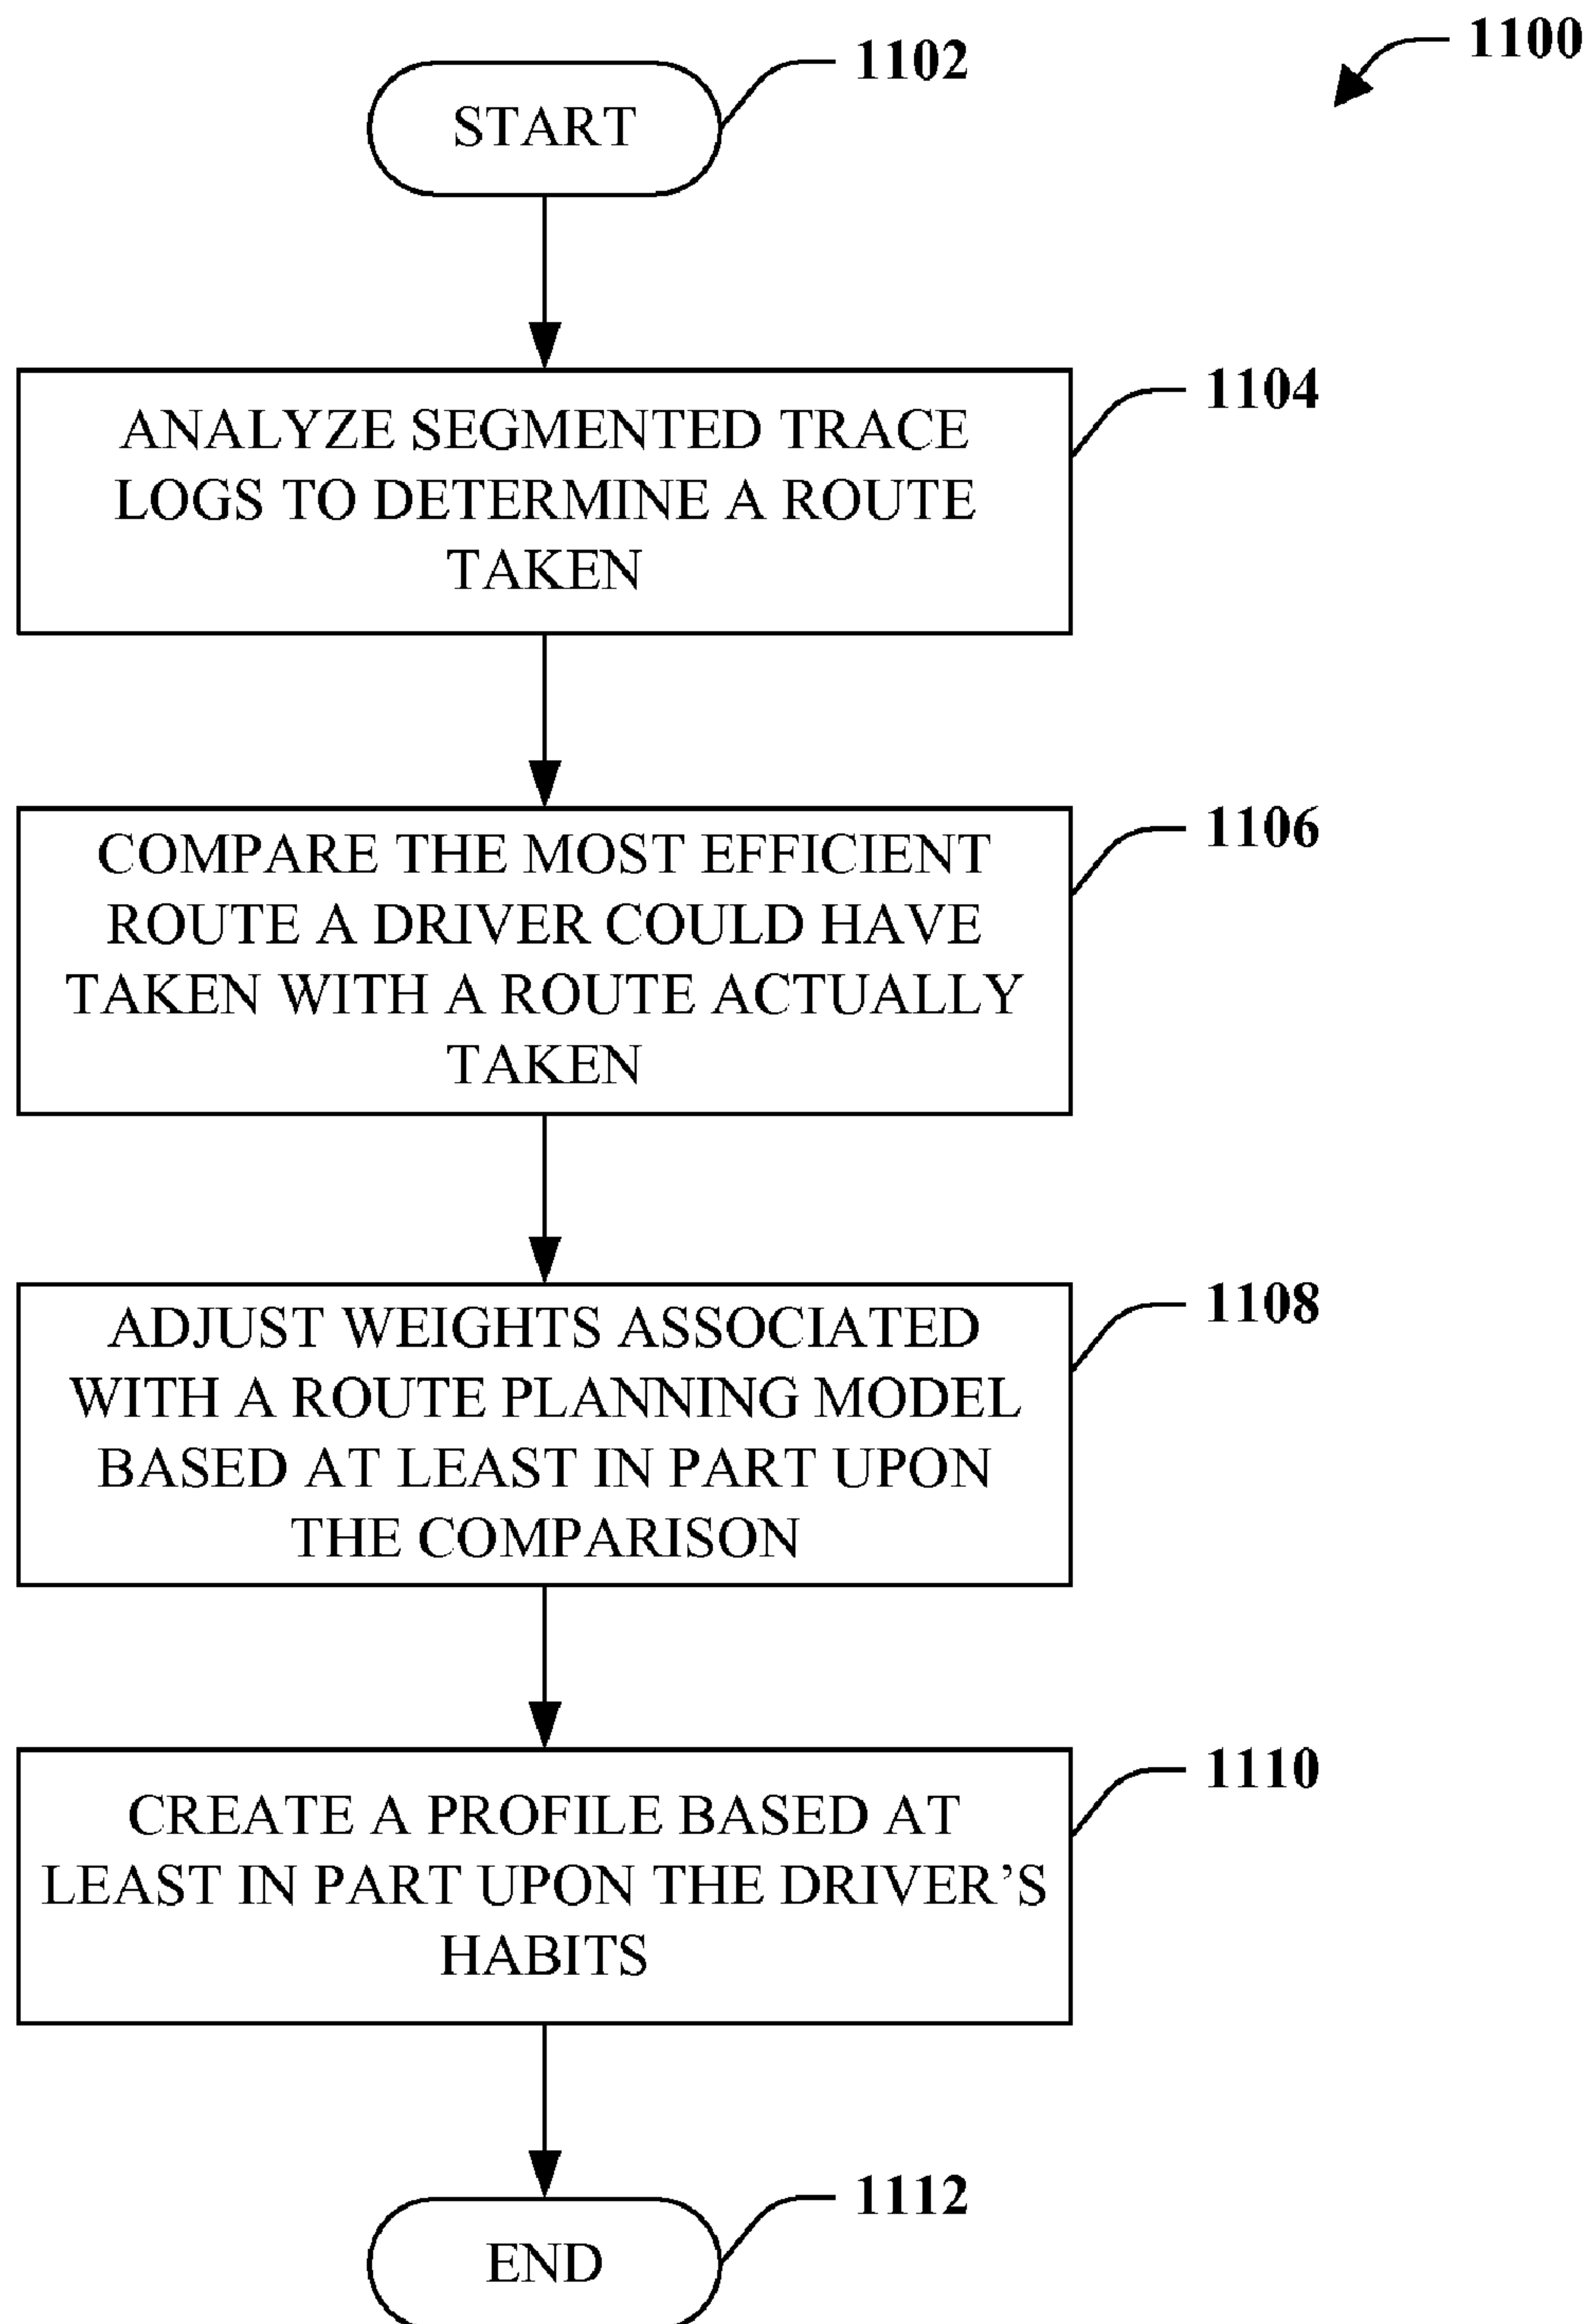 1100
1102
START
1104
ANALYZE SEGMENTED TRACE
LOGS TO DETERMINE A ROUTE
TAKEN
1106
COMPARE THE MOST EFFICIENT
ROUTE A DRIVER COULD HAVE
TAKEN WITH A ROUTE ACTUALLY
TAKEN
1108
ADJUST WEIGHTS ASSOCIATED
WITH A ROUTE PLANNING MODEL
BASED AT LEAST IN PART UPON
THE COMPARISON
1110
CREATE A PROFILE BASED AT
LEAST IN PART UPON THE DRIVER’S
HABITS
1112
END